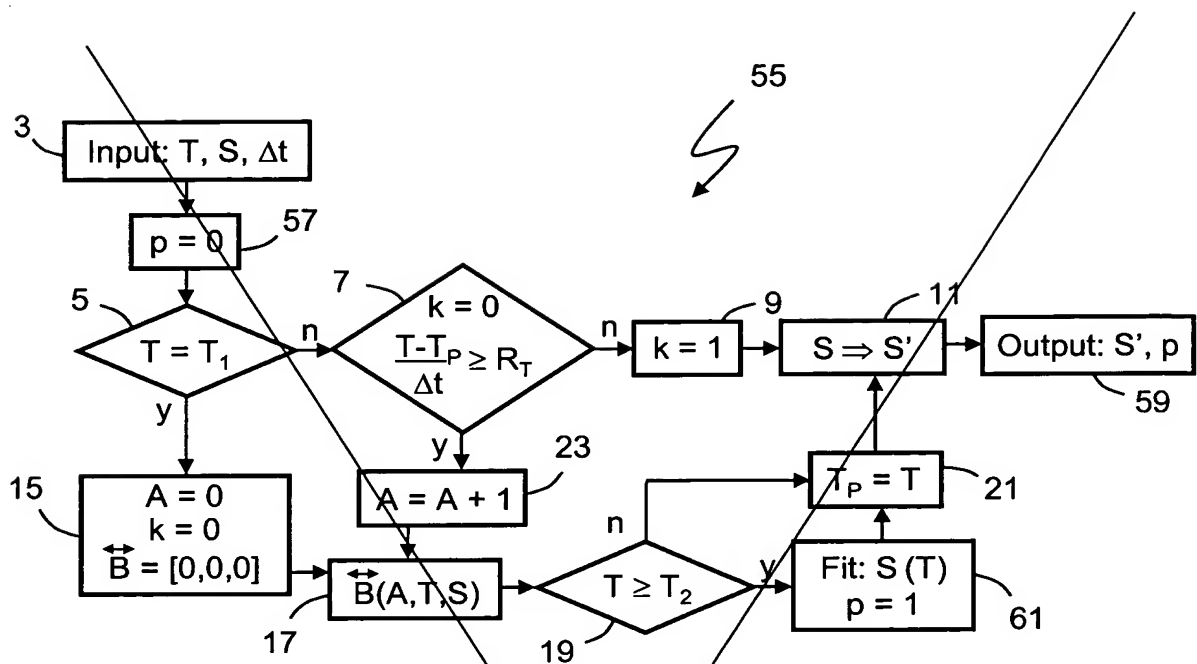 55
3
Input: T, S, Δt
57
p = 0
5
T = T₁
n
y
7
k = 0
T-Tₚ/Δt ≥ R_T
n
y
9
k = 1
11
S ⇒ S'
Output: S', p
59
15
A = 0
k = 0
B⃡ = [0,0,0]
23
A = A + 1
17
B⃡(A,T,S)
19
T ≥ T₂
n
y
T_P = T
21
Fit: S (T)
p = 1
61